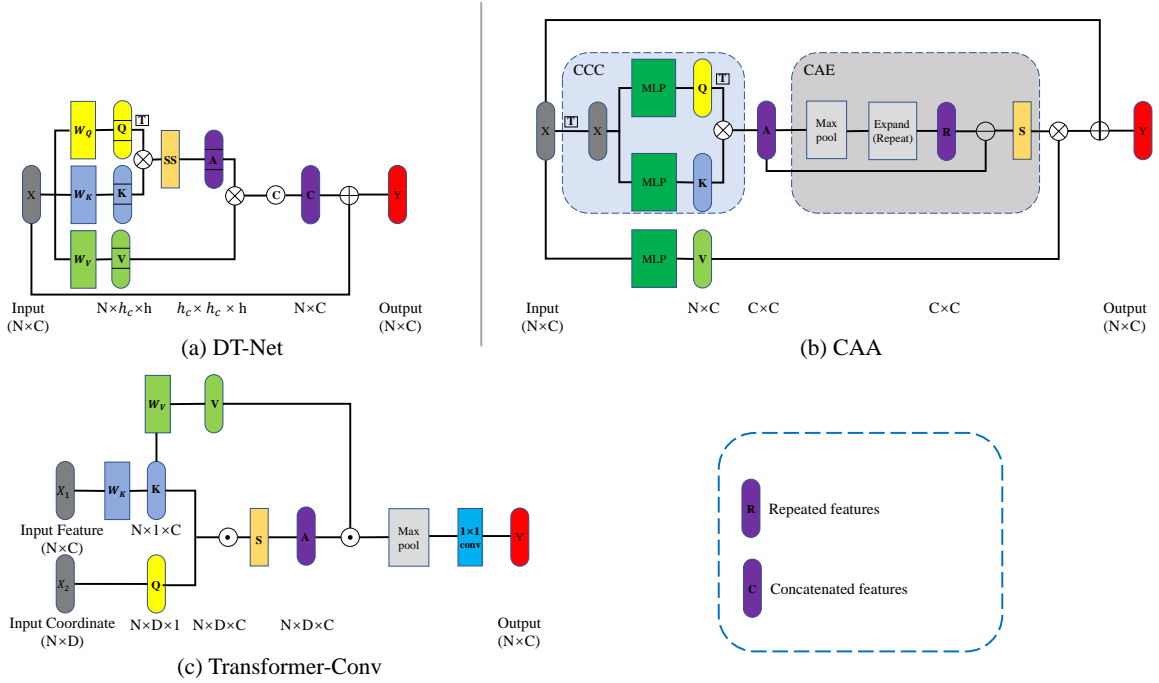 W_Q
Q
T
X
W_K
K
SS
A
C
C
Y
W_V
V
Input
(N×C)
N×h_c×h
h_c× h_c × h
N×C
Output
(N×C)
(a) DT-Net
CCC
MLP
Q
T
X
T
X
MLP
K
A
CAE
Max
pool
Expand
(Repeat)
R
S
Y
MLP
V
Input
(N×C)
N×C
C×C
C×C
Output
(N×C)
(b) CAA
W_V
V
X_1
W_K
K
Input Feature
(N×C)
N×1×C
X_2
Q
S
A
Max
pool
1×1
conv
Y
Input Coordinate
(N×D)
N×D×1
N×D×C
N×D×C
Output
(N×C)
(c) Transformer-Conv
R
Repeated features
C
Concatenated features